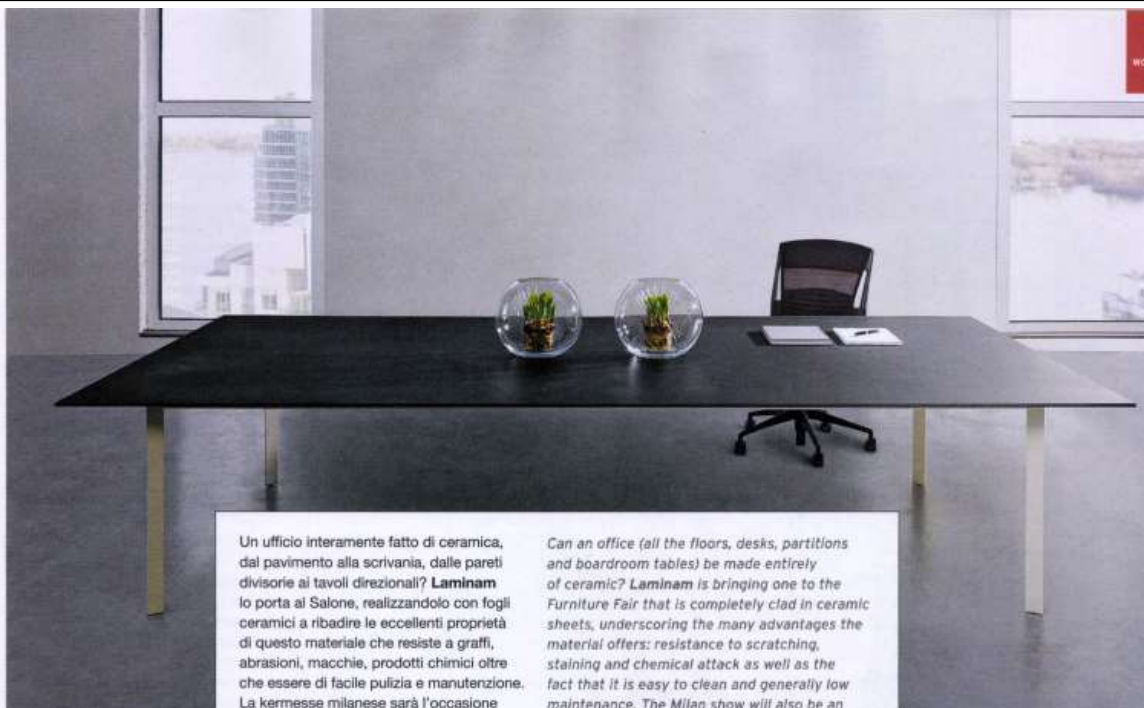 Un ufficio interamente fatto di ceramica,
dal pavimento alla scrivania, dalle pareti
divisorie ai tavoli direzionali? Laminam
lo porta al Salone, realizzandolo con fogli
ceramici a ribadire le eccellenti proprietà
di questo materiale che resiste a graffi,
abrasioni, macchie, prodotti chimici oltre
che essere di facile pulizia e manutenzione.
La kermesse milanese sarà l'occasione
Can an office (all the floors, desks, partitions
and boardroom tables) be made entirely
of ceramic? Laminam is bringing one to the
Furniture Fair that is completely clad in ceramic
sheets, underscoring the many advantages the
material offers: resistance to scratching,
staining and chemical attack as well as the
fact that it is easy to clean and generally low
maintenance. The Milan show will also be an